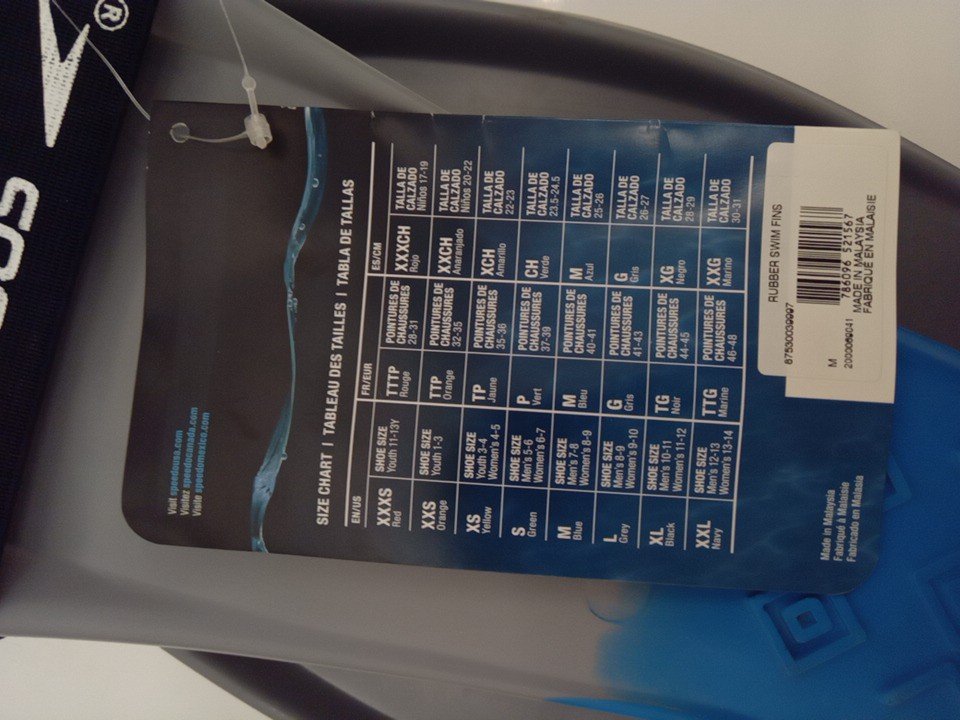 Visit speedousa.com
Visitez speedocanada.com
Visite speedomexico.com
SIZE CHART | TABLEAU DES TAILLES | TABLA DE TALLAS
EN/US FR/EUR ES/CM
XXXS SHOE SIZE TTTP POINTURES DE XXXCH TALLA DE
Red Youth 11-13Y Rouge CHAUSSURES Rojo CALZADO
28-31 Niños 17-19
XXS SHOE SIZE TTP POINTURES DE XXCH TALLA DE
Orange Youth 1-3 Orange CHAUSSURES Anaranjado CALZADO
32-35 Niños 20-22
XS SHOE SIZE TP POINTURES DE XCH TALLA DE
Yellow Youth 3-4 Jaune CHAUSSURES Amarillo CALZADO
Women's 4-5 35-36 22-23
S SHOE SIZE P POINTURES DE CH TALLA DE
Green Men's 5-6 Vert CHAUSSURES Verde CALZADO
Women's 6-7 37-39 23.5-24.5
M SHOE SIZE M POINTURES DE M TALLA DE
Blue Men's 7-8 Bleu CHAUSSURES Azul CALZADO
Women's 8-9 40-41 25-26
L SHOE SIZE G POINTURES DE G TALLA DE
Grey Men's 8-9 Gris CHAUSSURES Gris CALZADO
Women's 9-10 41-43 26-27
XL SHOE SIZE TG POINTURES DE XG TALLA DE
Black Men's 10-11 Noir CHAUSSURES Negro CALZADO
Women's 11-12 44-45 28-29
XXL SHOE SIZE TTG POINTURES DE XXG TALLA DE
Navy Men's 12-13 Marine CHAUSSURES Marino CALZADO
Women's 13-14 46-48 30-31
Made in Malaysia
Fabriqué à Malaisie
Fabricado en Malasia
RUBBER SWIM FINS
87530039997
M
2000069041
786096 521567
MADE IN MALAYSIA
FABRIQUE EN MALAISIE
®